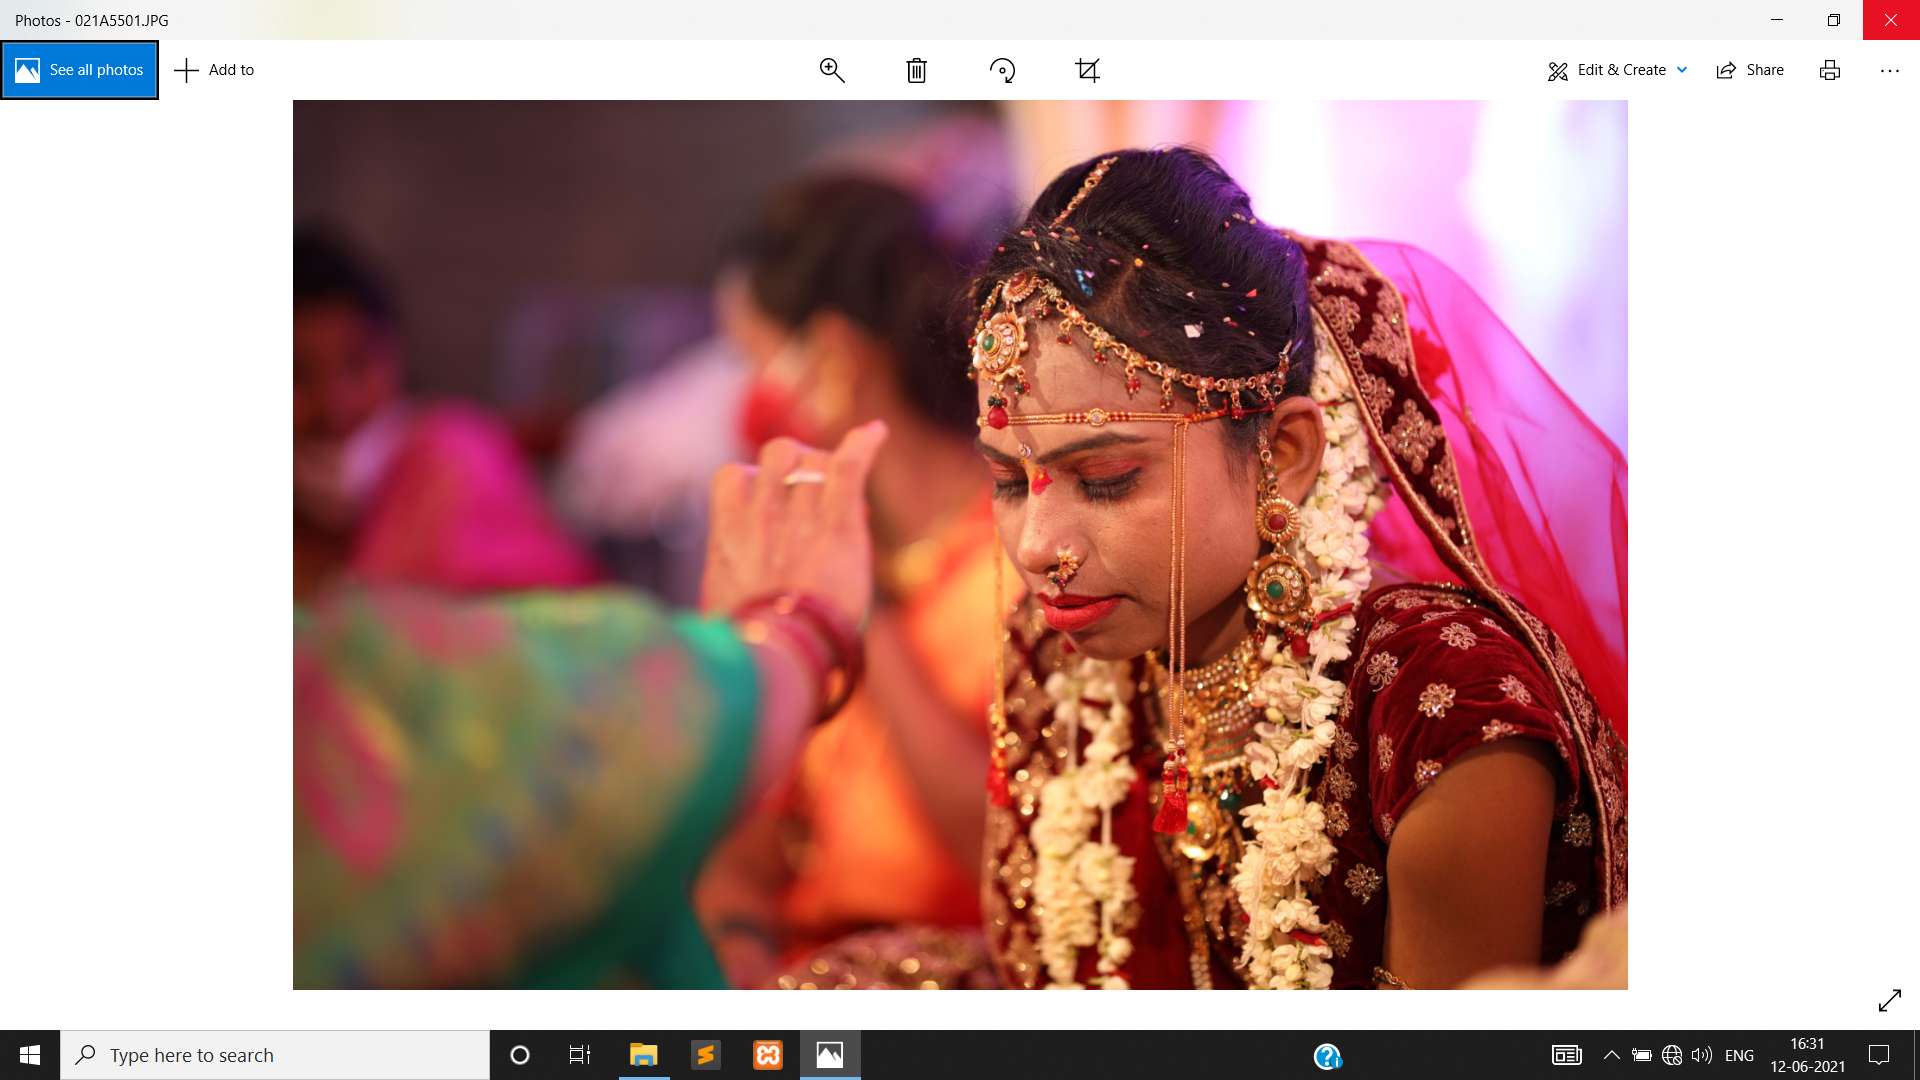 Photos - 021A5501.JPG
See all photos
Add to
Edit & Create
Share
Type here to search
ENG
16:31
12-06-2021